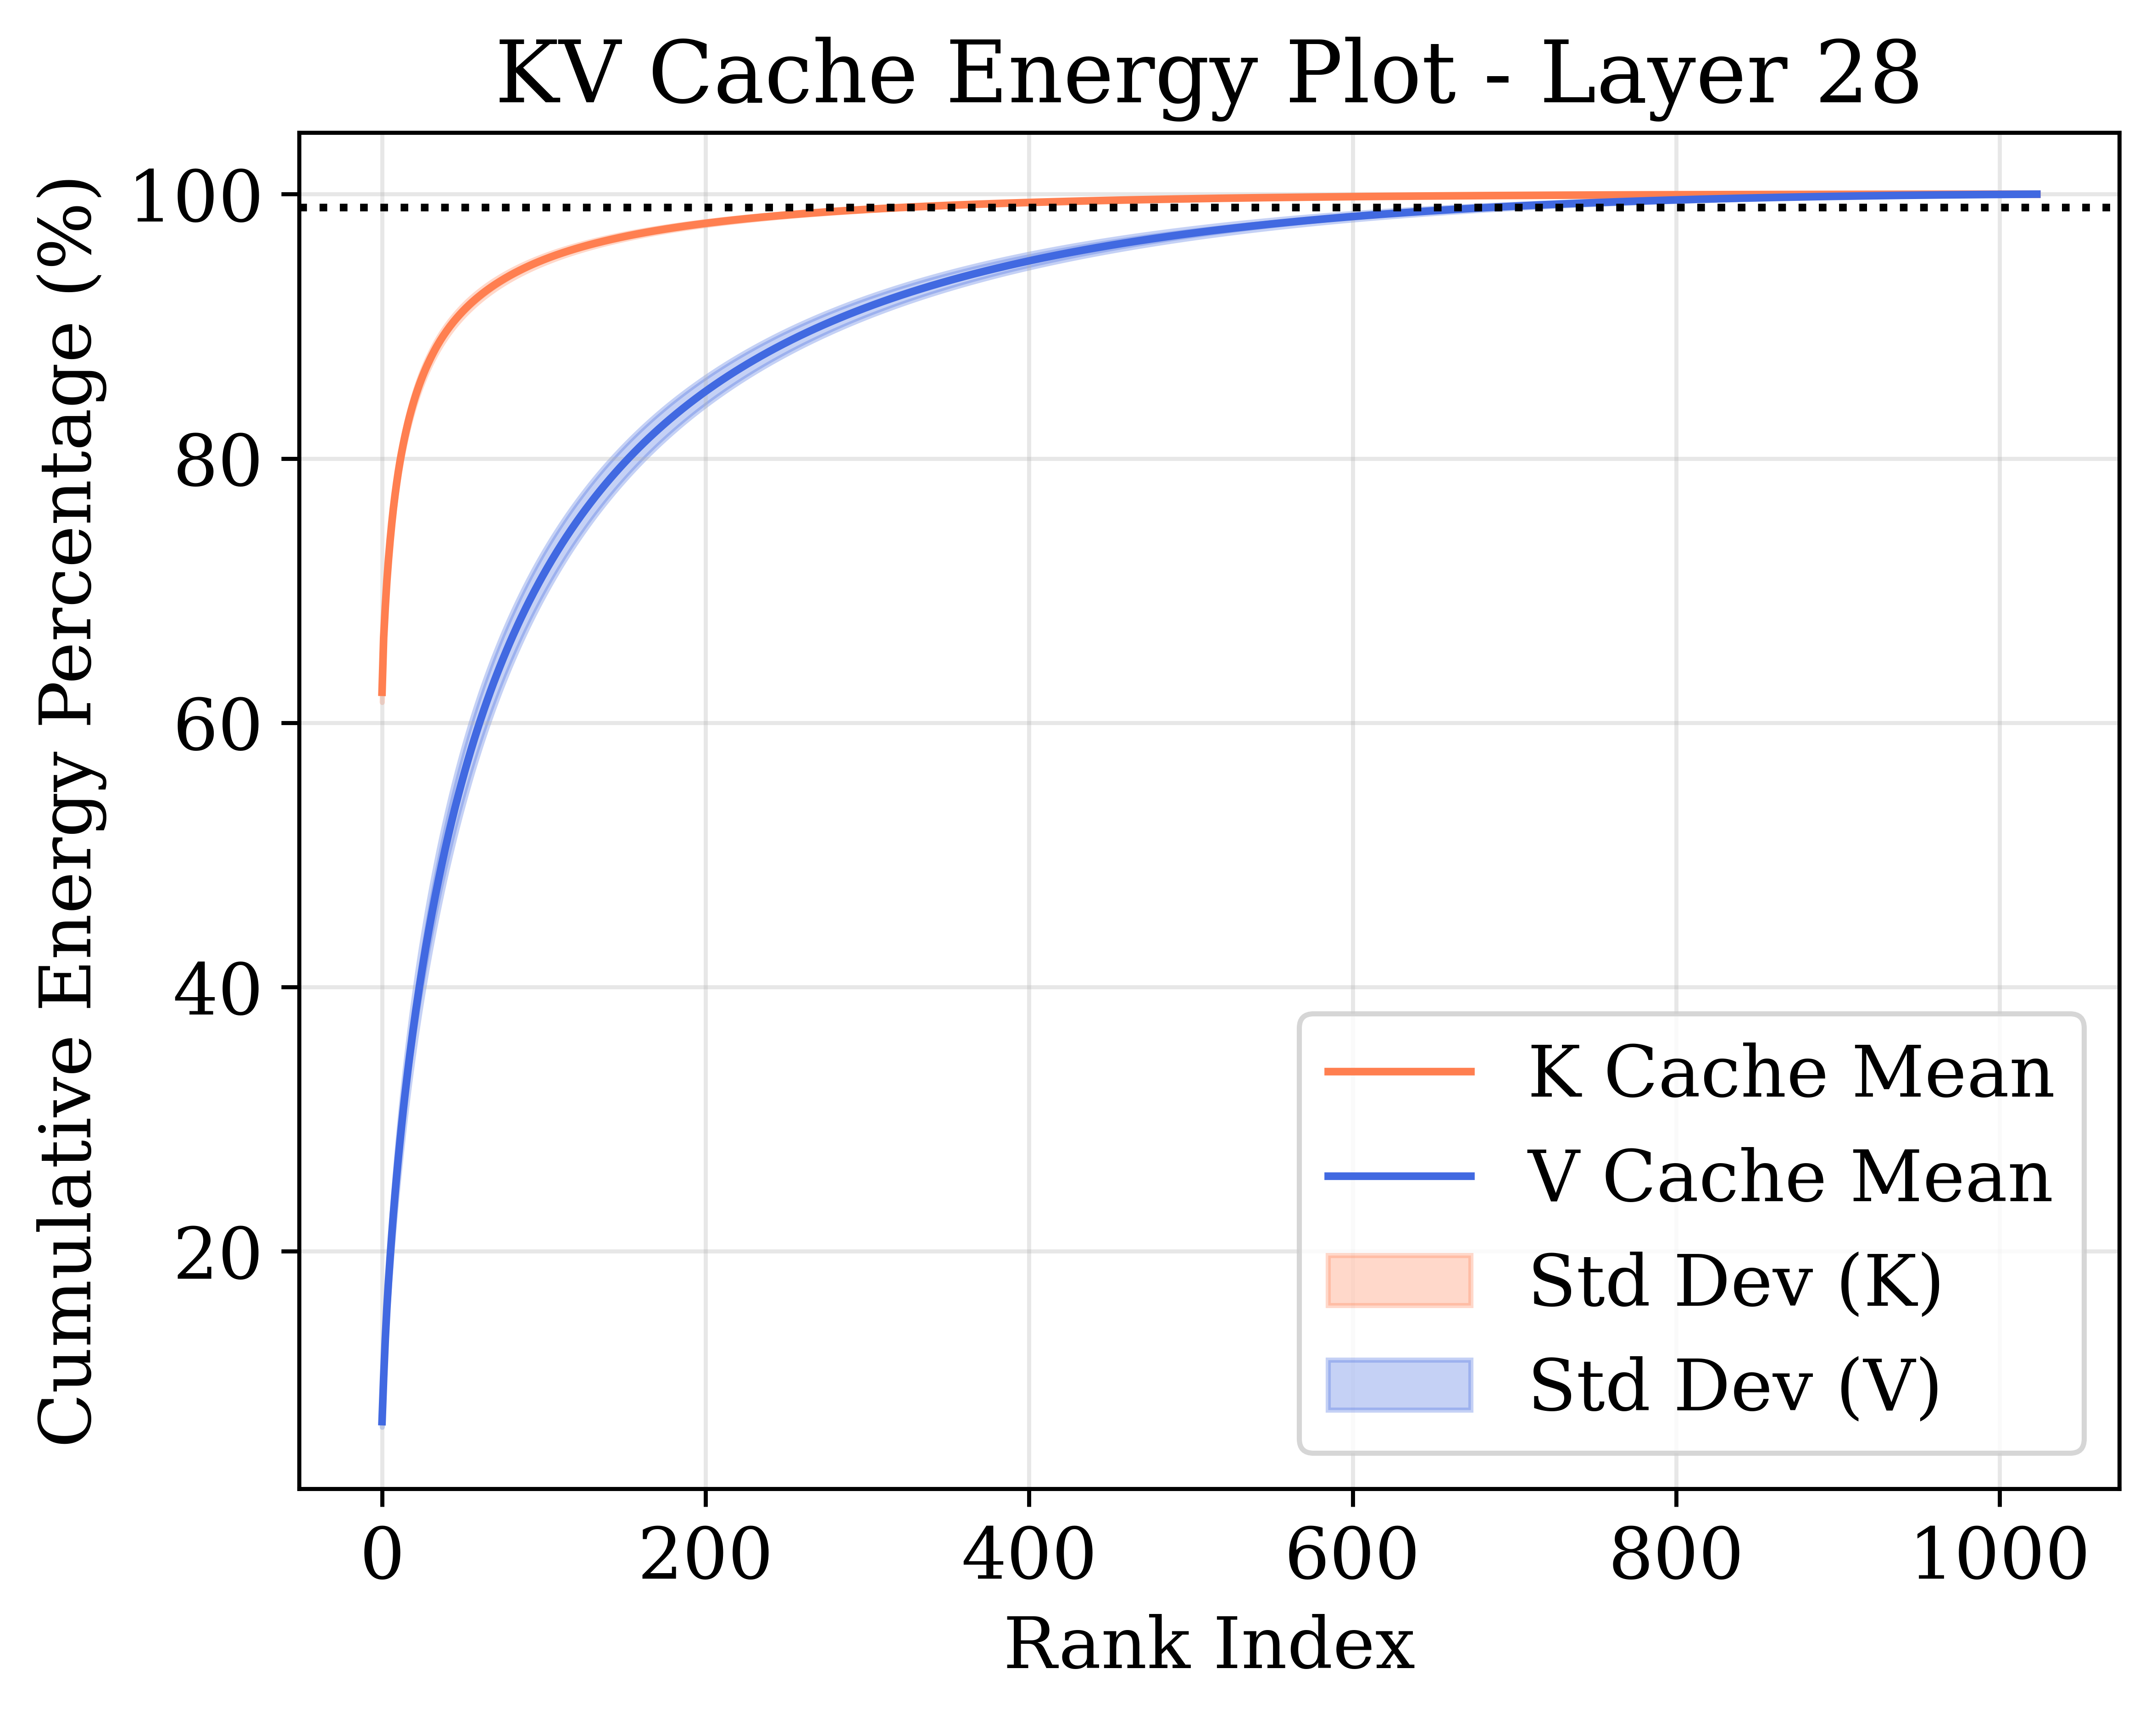 KV Cache Energy Plot - Layer 28
Cumulative Energy Percentage (%)
100
80
60
40
20
K Cache Mean
V Cache Mean
Std Dev (K)
Std Dev (V)
0 200 400 600 800 1000
Rank Index